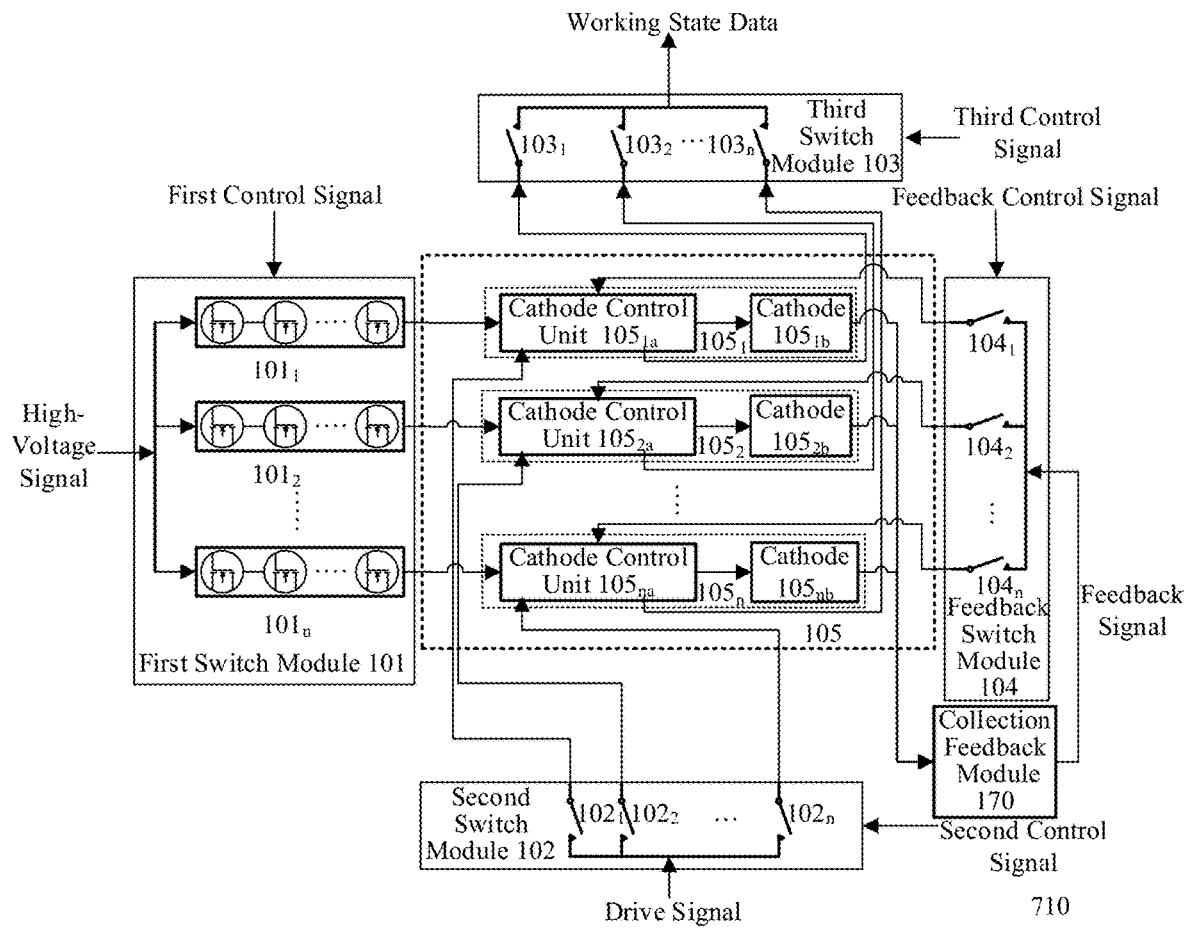 Working State Data
103₁
103₂ ··· 103ₙ
Third
Switch
Module 103
Third Control
Signal
First Control Signal
Feedback Control Signal
Cathode Control
Unit 105₁ₐ
105₁
Cathode
105₁b
104₁
101₁
High-
Voltage
Signal
Cathode Control
Unit 105₂ₐ
105₂
Cathode
105₂b
104₂
101₂
Cathode Control
Unit 105ₙₐ
105ₙ
Cathode
105ₙb
104ₙ
101ₙ
First Switch Module 101
105
Feedback
Switch
Module
104
Feedback
Signal
Collection
Feedback
Module
170
Second
Switch
Module 102
102₁
102₂
...
102ₙ
Second Control
Signal
Drive Signal
710